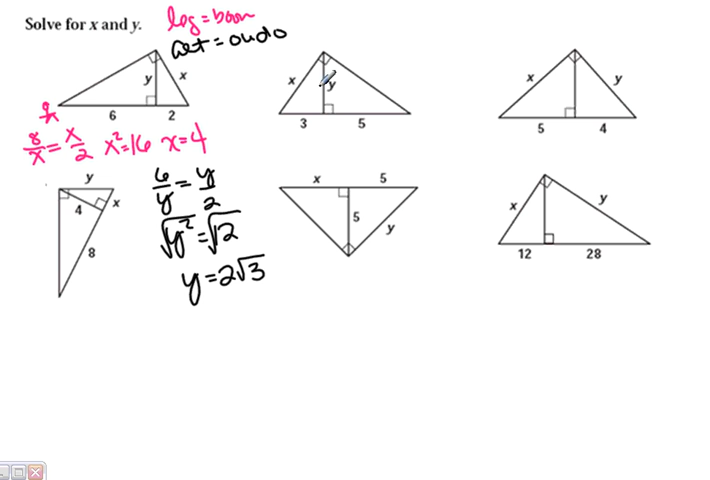 Solve for x and y.
leg = boom
alt = oudo
y x
6 2
8/x = x/2 x² = 16 x = 4
6/y = y/2
√y² = √12
y = 2√3
x y
3 5
x y
5 4
y
4 x
8
x 5
5
y
x y
12 28